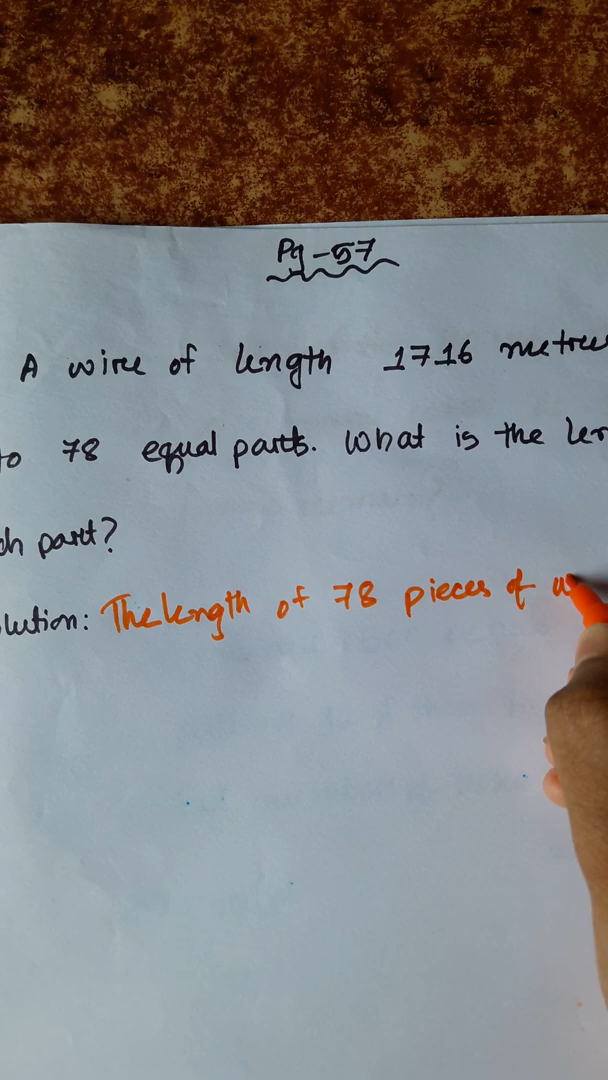 Pg-57
A wire of length 1716 metres
to 78 equal parts. What is the len
ch part?
lution: The length of 78 pieces of w